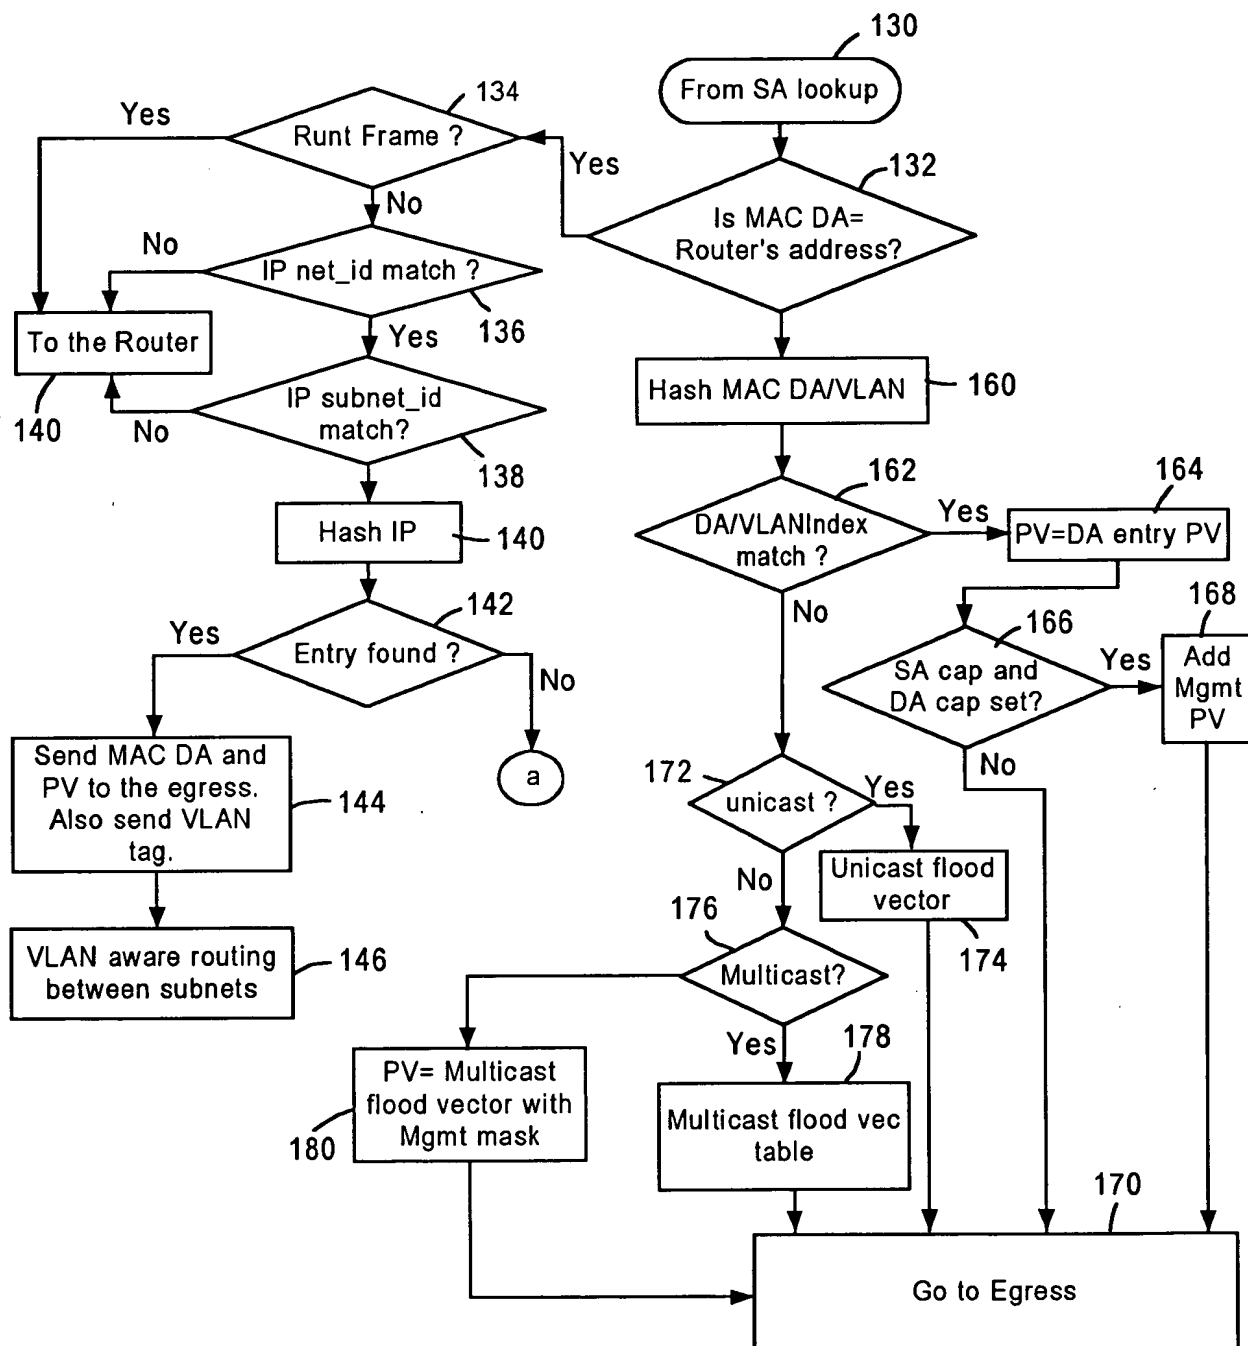 130
From SA lookup
134
Yes
Runt Frame ?
Yes
132
Is MAC DA=
Router's address?
No
No
IP net_id match ?
136
To the Router
Yes
Hash MAC DA/VLAN
160
140
No
IP subnet_id
match?
138
162
164
Hash IP
140
DA/VLANIndex
match ?
Yes
PV=DA entry PV
142
No
168
Yes
Entry found ?
No
166
SA cap and
DA cap set?
Yes
Add
Mgmt
PV
Send MAC DA and
PV to the egress.
Also send VLAN
tag.
144
a
172
unicast ?
Yes
No
No
Unicast flood
vector
174
VLAN aware routing
between subnets
146
176
Multicast?
Yes
178
PV= Multicast
flood vector with
Mgmt mask
180
Multicast flood vec
table
170
Go to Egress